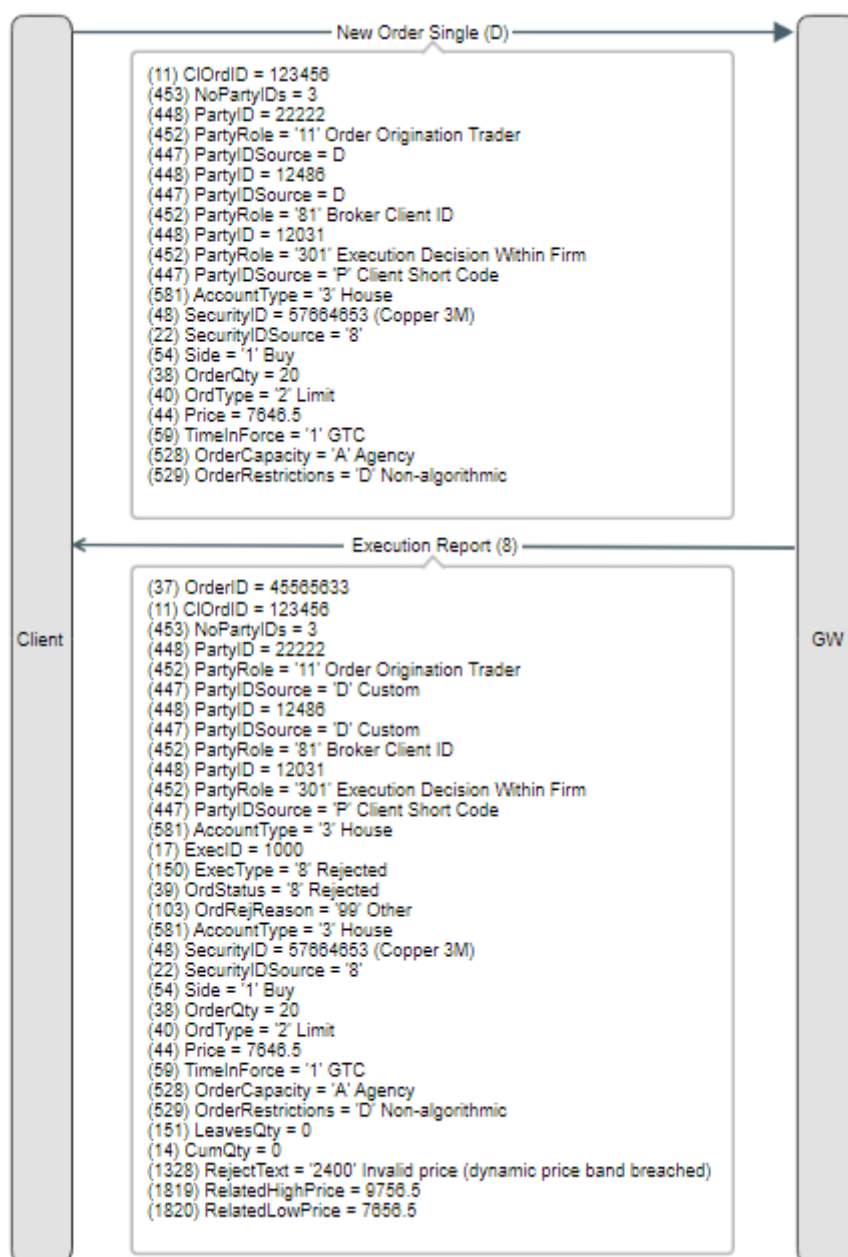 New Order Single (D)
(11) ClOrdID = 123456
(453) NoPartyIDs = 3
(448) PartyID = 22222
(452) PartyRole = '11' Order Origination Trader
(447) PartyIDSource = D
(448) PartyID = 12486
(447) PartyIDSource = D
(452) PartyRole = '81' Broker Client ID
(448) PartyID = 12031
(452) PartyRole = '301' Execution Decision Within Firm
(447) PartyIDSource = 'P' Client Short Code
(581) AccountType = '3' House
(48) SecurityID = 57664653 (Copper 3M)
(22) SecurityIDSource = '8'
(54) Side = '1' Buy
(38) OrderQty = 20
(40) OrdType = '2' Limit
(44) Price = 7646.5
(59) TimeInForce = '1' GTC
(528) OrderCapacity = 'A' Agency
(529) OrderRestrictions = 'D' Non-algorithmic
Execution Report (8)
(37) OrderID = 45565633
(11) ClOrdID = 123456
(453) NoPartyIDs = 3
(448) PartyID = 22222
(452) PartyRole = '11' Order Origination Trader
(447) PartyIDSource = 'D' Custom
(448) PartyID = 12486
(447) PartyIDSource = 'D' Custom
(452) PartyRole = '81' Broker Client ID
(448) PartyID = 12031
(452) PartyRole = '301' Execution Decision Within Firm
(447) PartyIDSource = 'P' Client Short Code
(581) AccountType = '3' House
(17) ExecID = 1000
(150) ExecType = '8' Rejected
(39) OrdStatus = '8' Rejected
(103) OrdRejReason = '99' Other
(581) AccountType = '3' House
(48) SecurityID = 57664653 (Copper 3M)
(22) SecurityIDSource = '8'
(54) Side = '1' Buy
(38) OrderQty = 20
(40) OrdType = '2' Limit
(44) Price = 7646.5
(59) TimeInForce = '1' GTC
(528) OrderCapacity = 'A' Agency
(529) OrderRestrictions = 'D' Non-algorithmic
(151) LeavesQty = 0
(14) CumQty = 0
(1328) RejectText = '2400' Invalid price (dynamic price band breached)
(1819) RelatedHighPrice = 9756.5
(1820) RelatedLowPrice = 7656.5
Client
GW